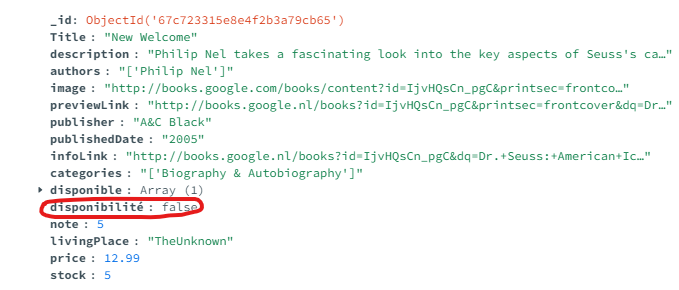 _id: ObjectId('67c723315e8e4f2b3a79cb65')
Title : "New Welcome"
description : "Philip Nel takes a fascinating look into the key aspects of Seuss's ca…"
authors : "['Philip Nel']"
image : "http://books.google.com/books/content?id=IjvHQsCn_pgC&printsec=frontco…"
previewLink : "http://books.google.nl/books?id=IjvHQsCn_pgC&printsec=frontcover&dq=Dr…"
publisher : "A&C Black"
publishedDate : "2005"
infoLink : "http://books.google.nl/books?id=IjvHQsCn_pgC&dq=Dr.+Seuss:+American+Ic…"
categories : "['Biography & Autobiography']"
disponible : Array (1)
disponibilité : false
note : 5
livingPlace : "TheUnknown"
price : 12.99
stock : 5